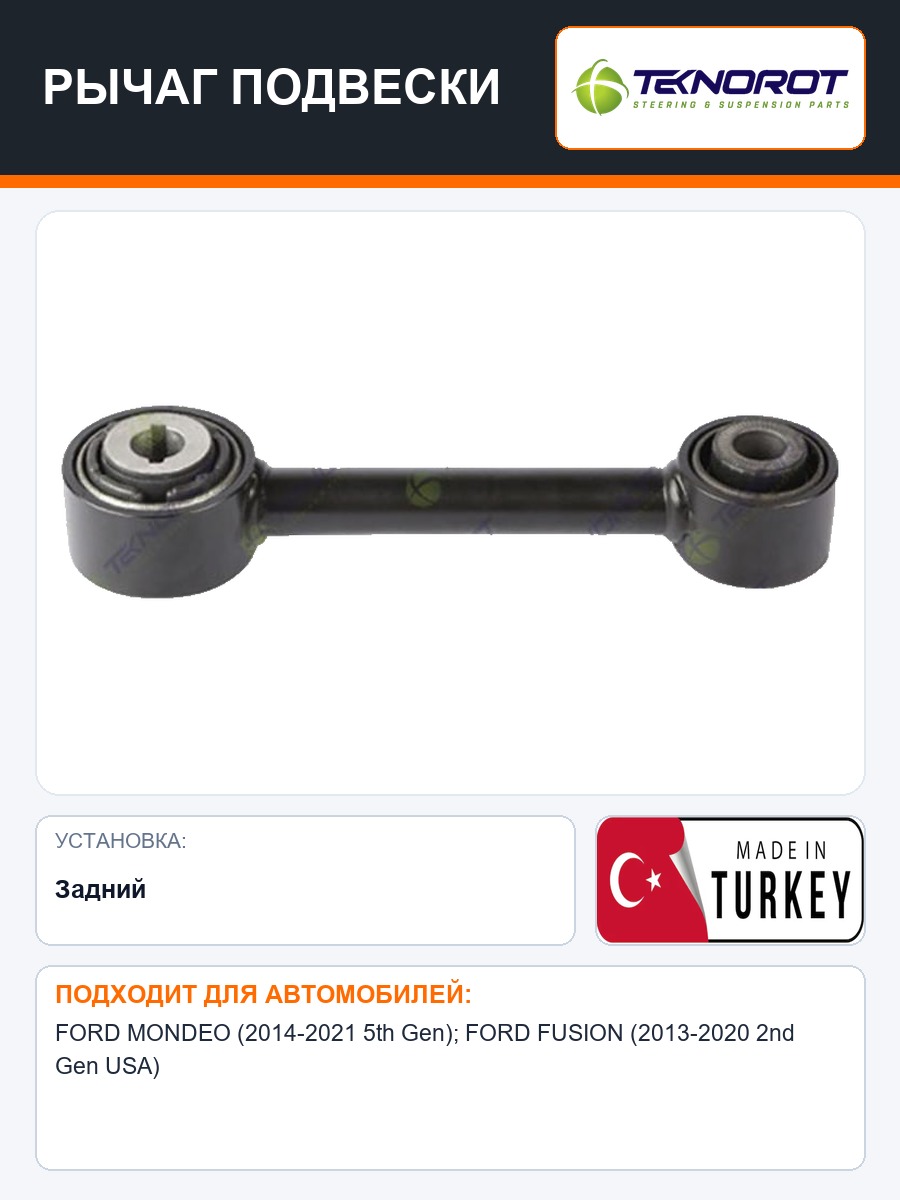 РЫЧАГ ПОДВЕСКИ
TEKNOROT
STEERING & SUSPENSION PARTS
TEKNOROT
УСТАНОВКА:
Задний
MADE IN
TURKEY
ПОДХОДИТ ДЛЯ АВТОМОБИЛЕЙ:
FORD MONDEO (2014-2021 5th Gen); FORD FUSION (2013-2020 2nd
Gen USA)